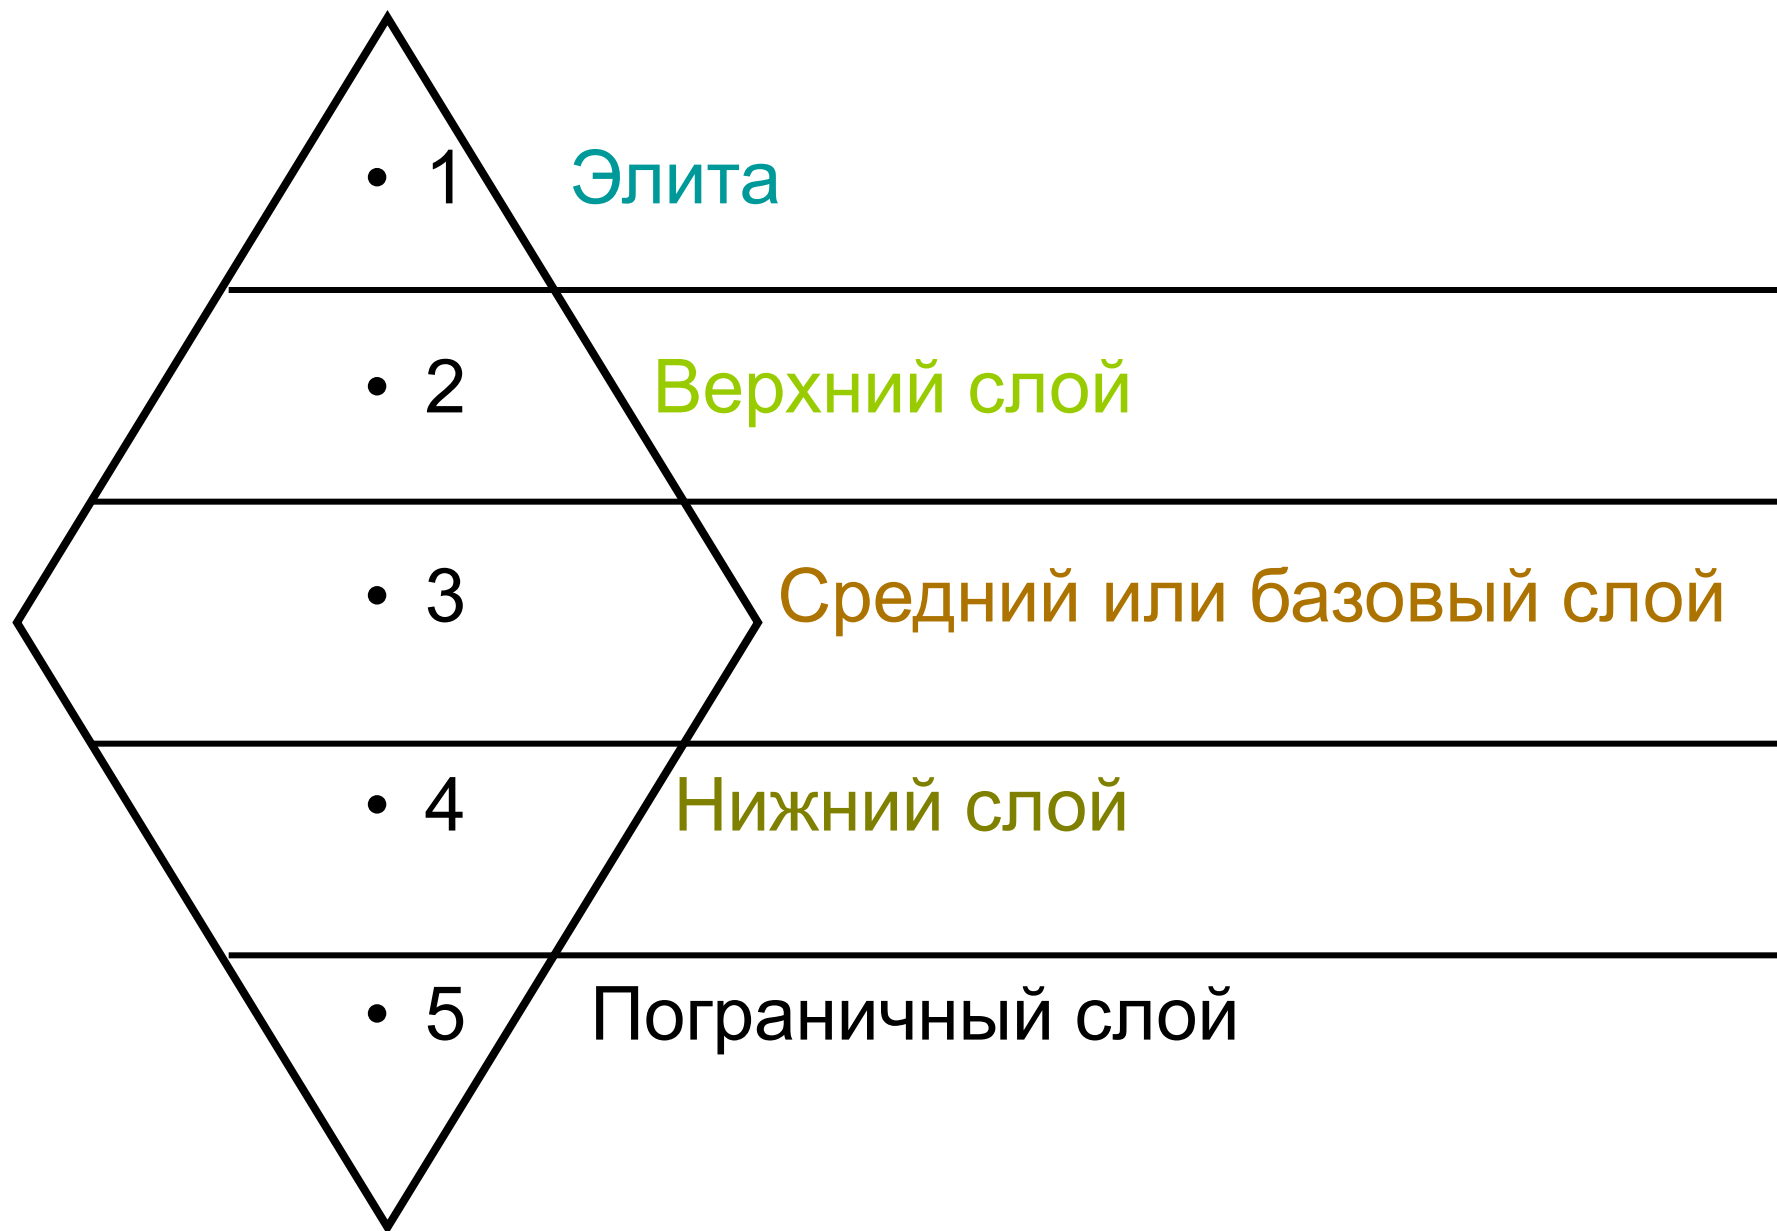 • 1 Элита
• 2 Верхний слой
• 3 Средний или базовый слой
• 4 Нижний слой
• 5 Пограничный слой